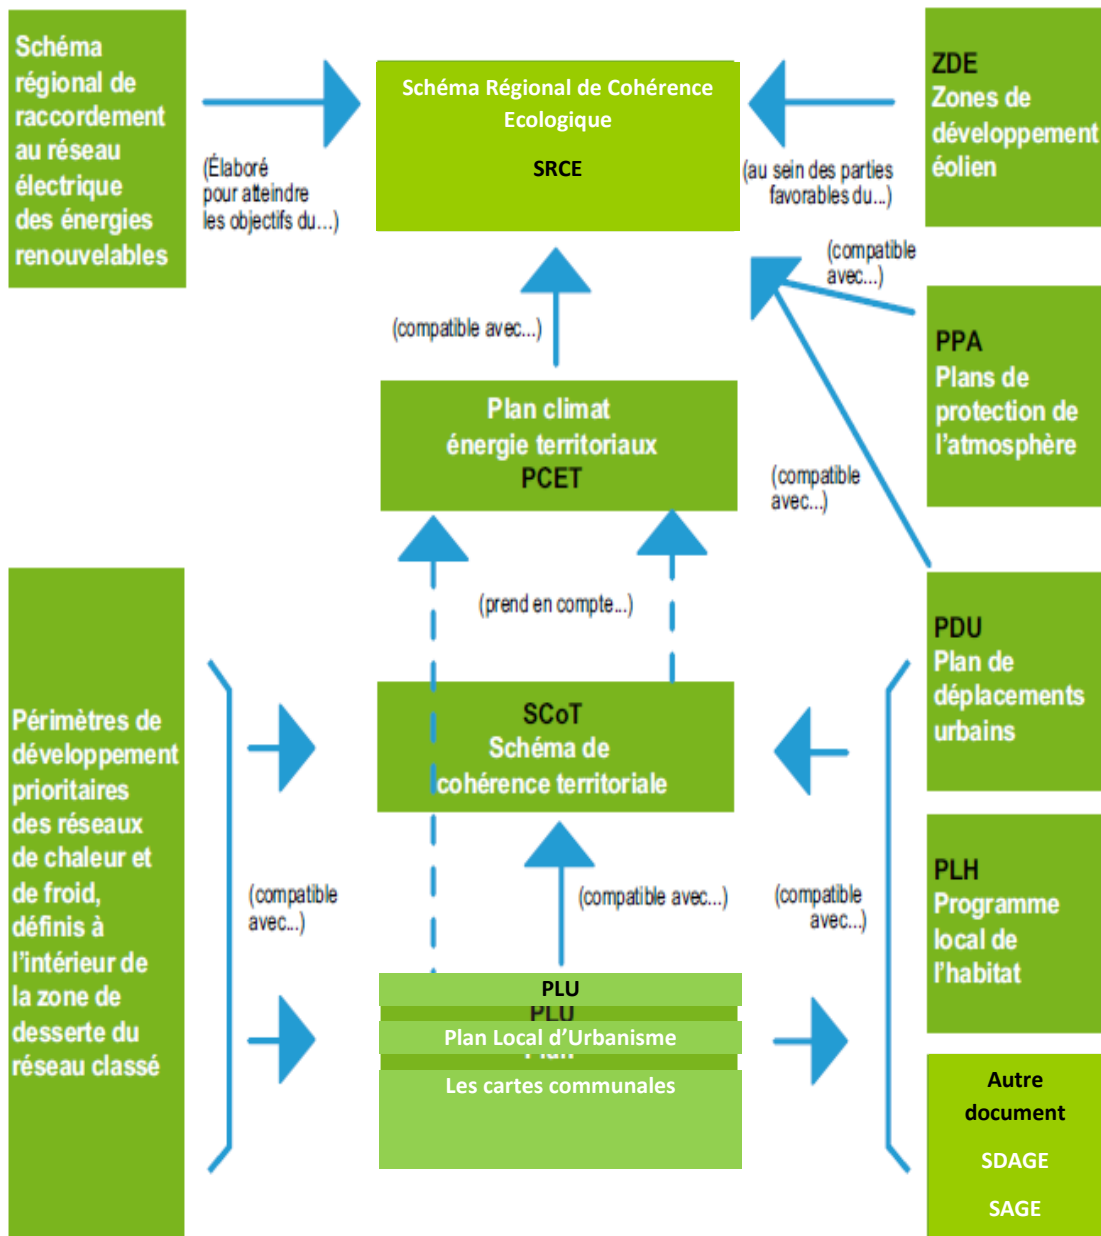 Schéma
régional de
raccordement
au réseau
électrique
des énergies
renouvelables
(Élaboré
pour atteindre
les objectifs du...)
Schéma Régional de Cohérence
Ecologique
SRCE
(au sein des parties
favorables du...)
ZDE
Zones de
développement
éolien
(compatible
avec...)
PPA
Plans de
protection de
l'atmosphère
(compatible avec...)
Plan climat
énergie territoriaux
PCET
(compatible
avec...)
(prend en compte...)
PDU
Plan de
déplacements
urbains
SCoT
Schéma de
cohérence territoriale
Périmètres de
développement
prioritaires
des réseaux
de chaleur et
de froid,
définis à
l'intérieur de
la zone de
desserte du
réseau classé
(compatible
avec...)
(compatible avec...)
(compatible
avec...)
PLH
Programme
local de
l'habitat
PLU
PLU
Plan Local d'Urbanisme
Plan
Les cartes communales
Autre
document
SDAGE
SAGE